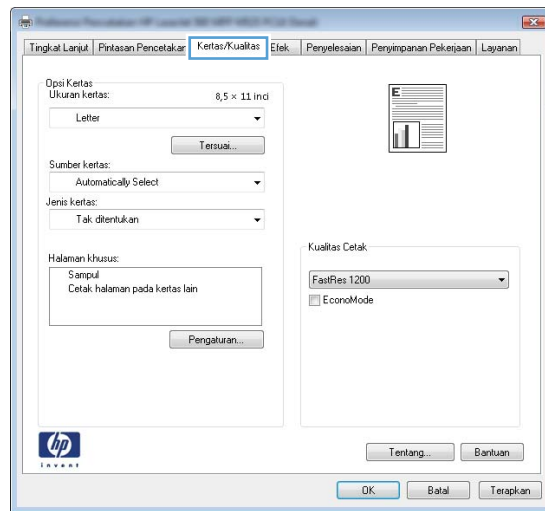 Tingkat Lanjut Pintasan Pencetakan Kertas/Kualitas Efek Penyelesaian Penyimpanan Pekerjaan Layanan
Opsi Kertas
Ukuran kertas: 8,5 × 11 inci
Letter
Tersuai...
Sumber kertas:
Automatically Select
Jenis kertas:
Tak ditentukan
Halaman khusus:
Sampul
Cetak halaman pada kertas lain
Pengaturan...
E
Kualitas Cetak
FastRes 1200
EconoMode
hp
invent
Tentang... Bantuan
OK Batal Terapkan